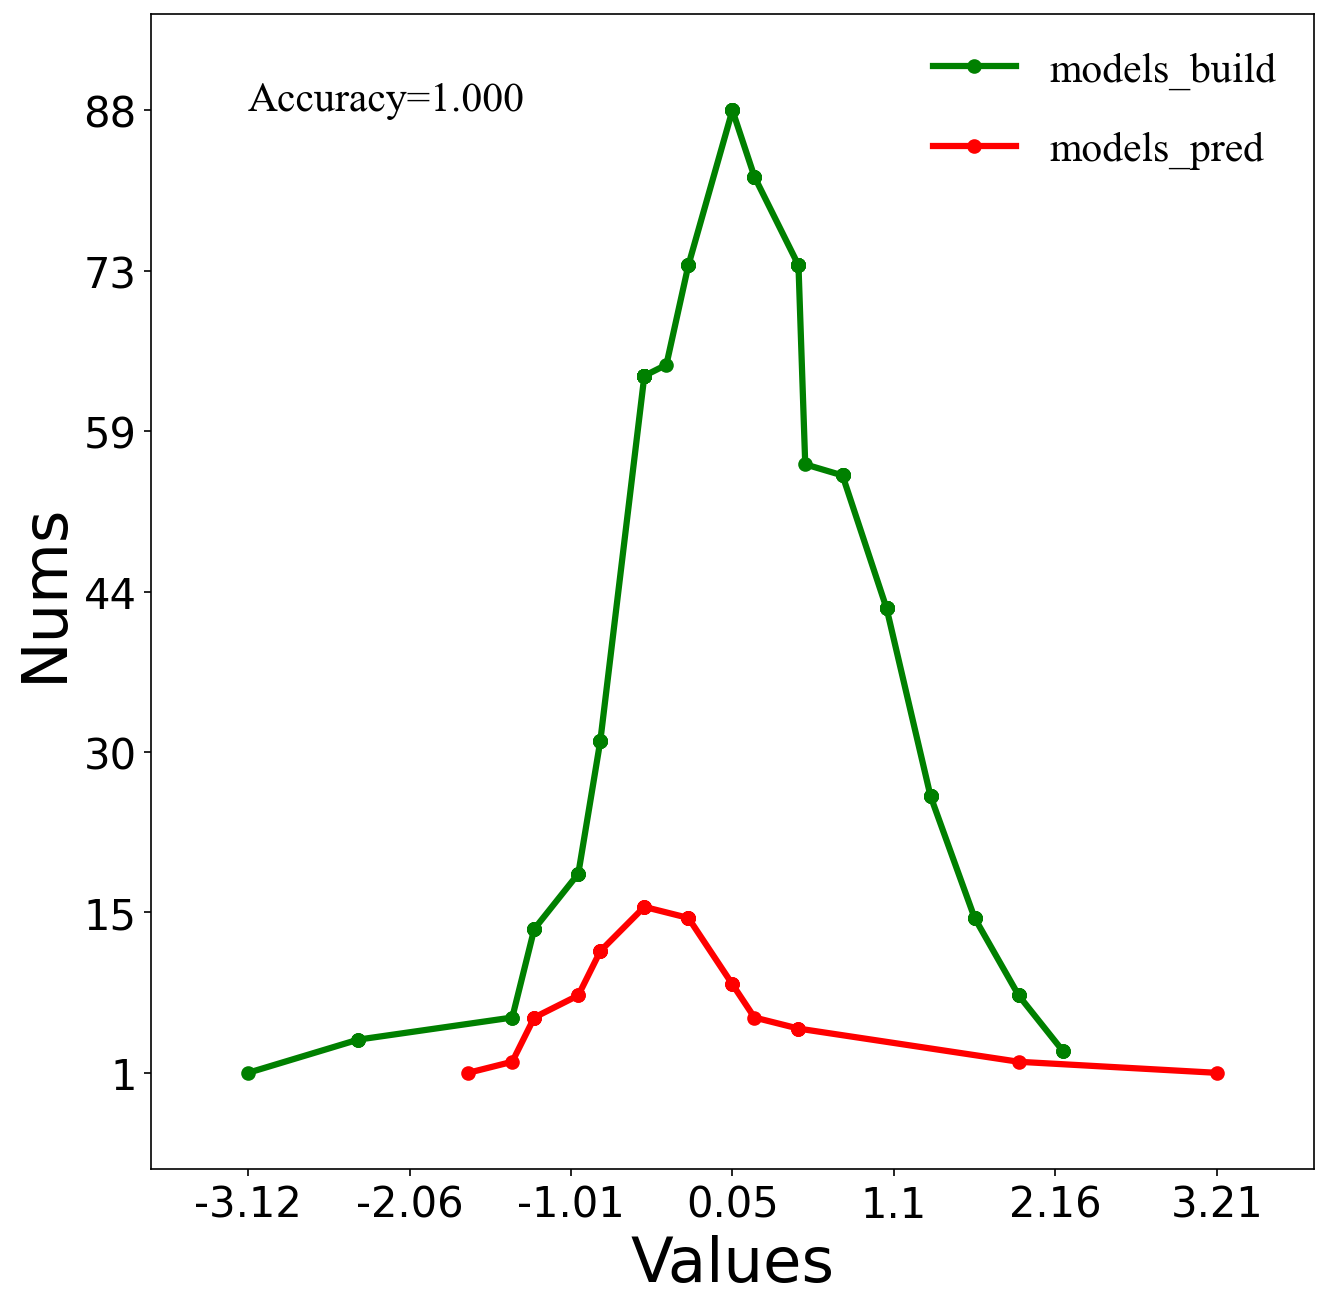 models_build
Accuracy=1.000
models_pred
88
73
59
44
30
15
1
Nums
-3.12 -2.06 -1.01 0.05 1.1 2.16 3.21
Values